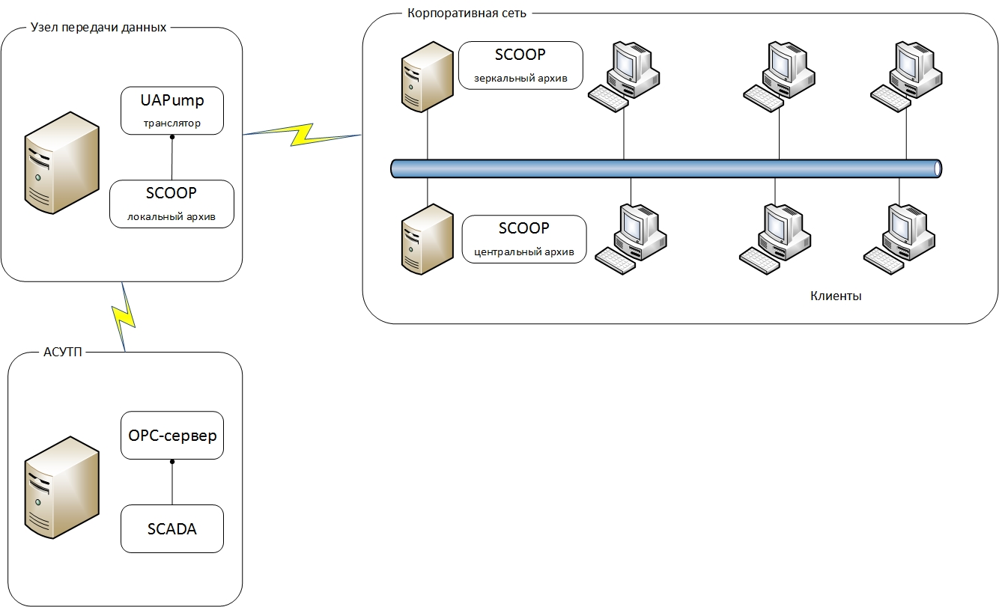 Узел передачи данных
UAPump
транслятор
SCOOP
локальный архив
Корпоративная сеть
SCOOP
зеркальный архив
SCOOP
центральный архив
Клиенты
АСУТП
OPC-сервер
SCADA